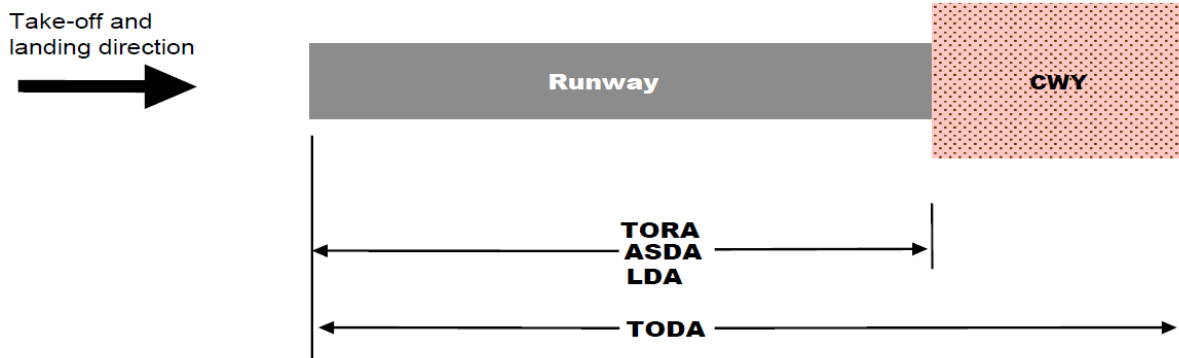 Take-off and
landing direction
Runway
CWY
TORA
ASDA
LDA
TODA